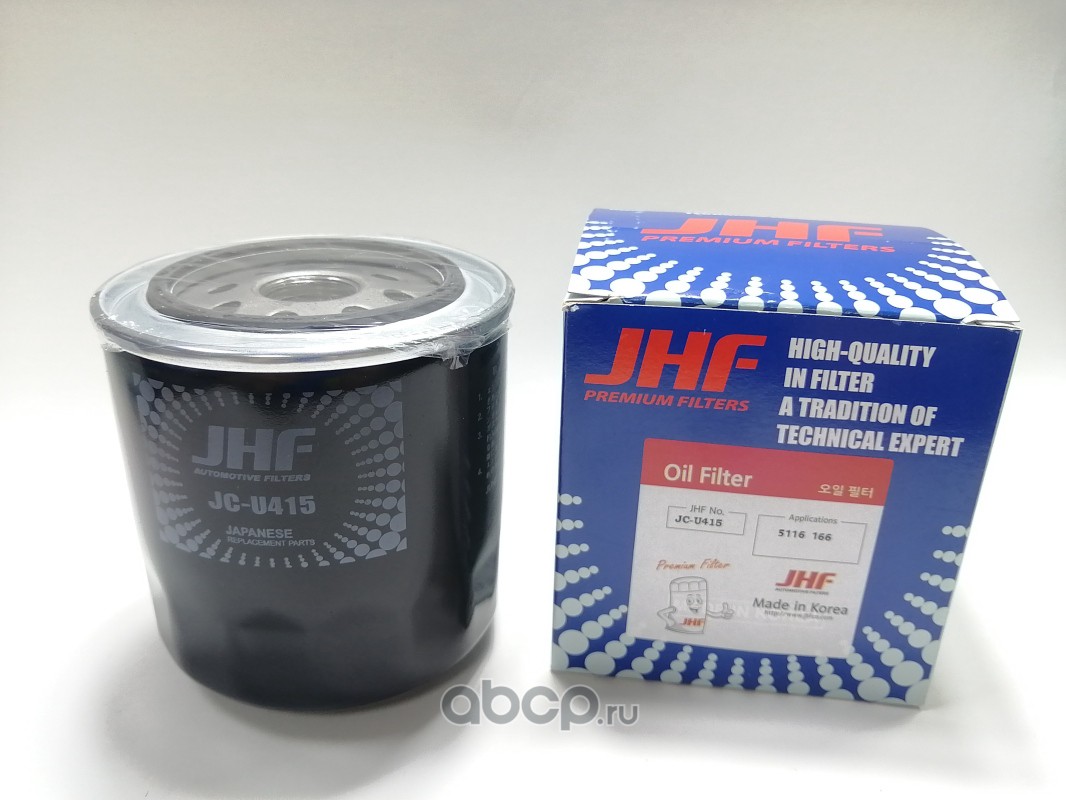 JHF
AUTOMOTIVE FILTERS
JC-U415
JAPANESE
REPLACEMENT PARTS
JHF
PREMIUM FILTERS
JHF
PREMIUM FILTERS
HIGH-QUALITY
IN FILTER
A TRADITION OF
TECHNICAL EXPERT
Oil Filter
오일 필터
JHF No.
JC-U415
Applications
5116 166
Premium Filter
JHF
JHF
AUTOMOTIVE FILTERS
Made in Korea
abcp.ru